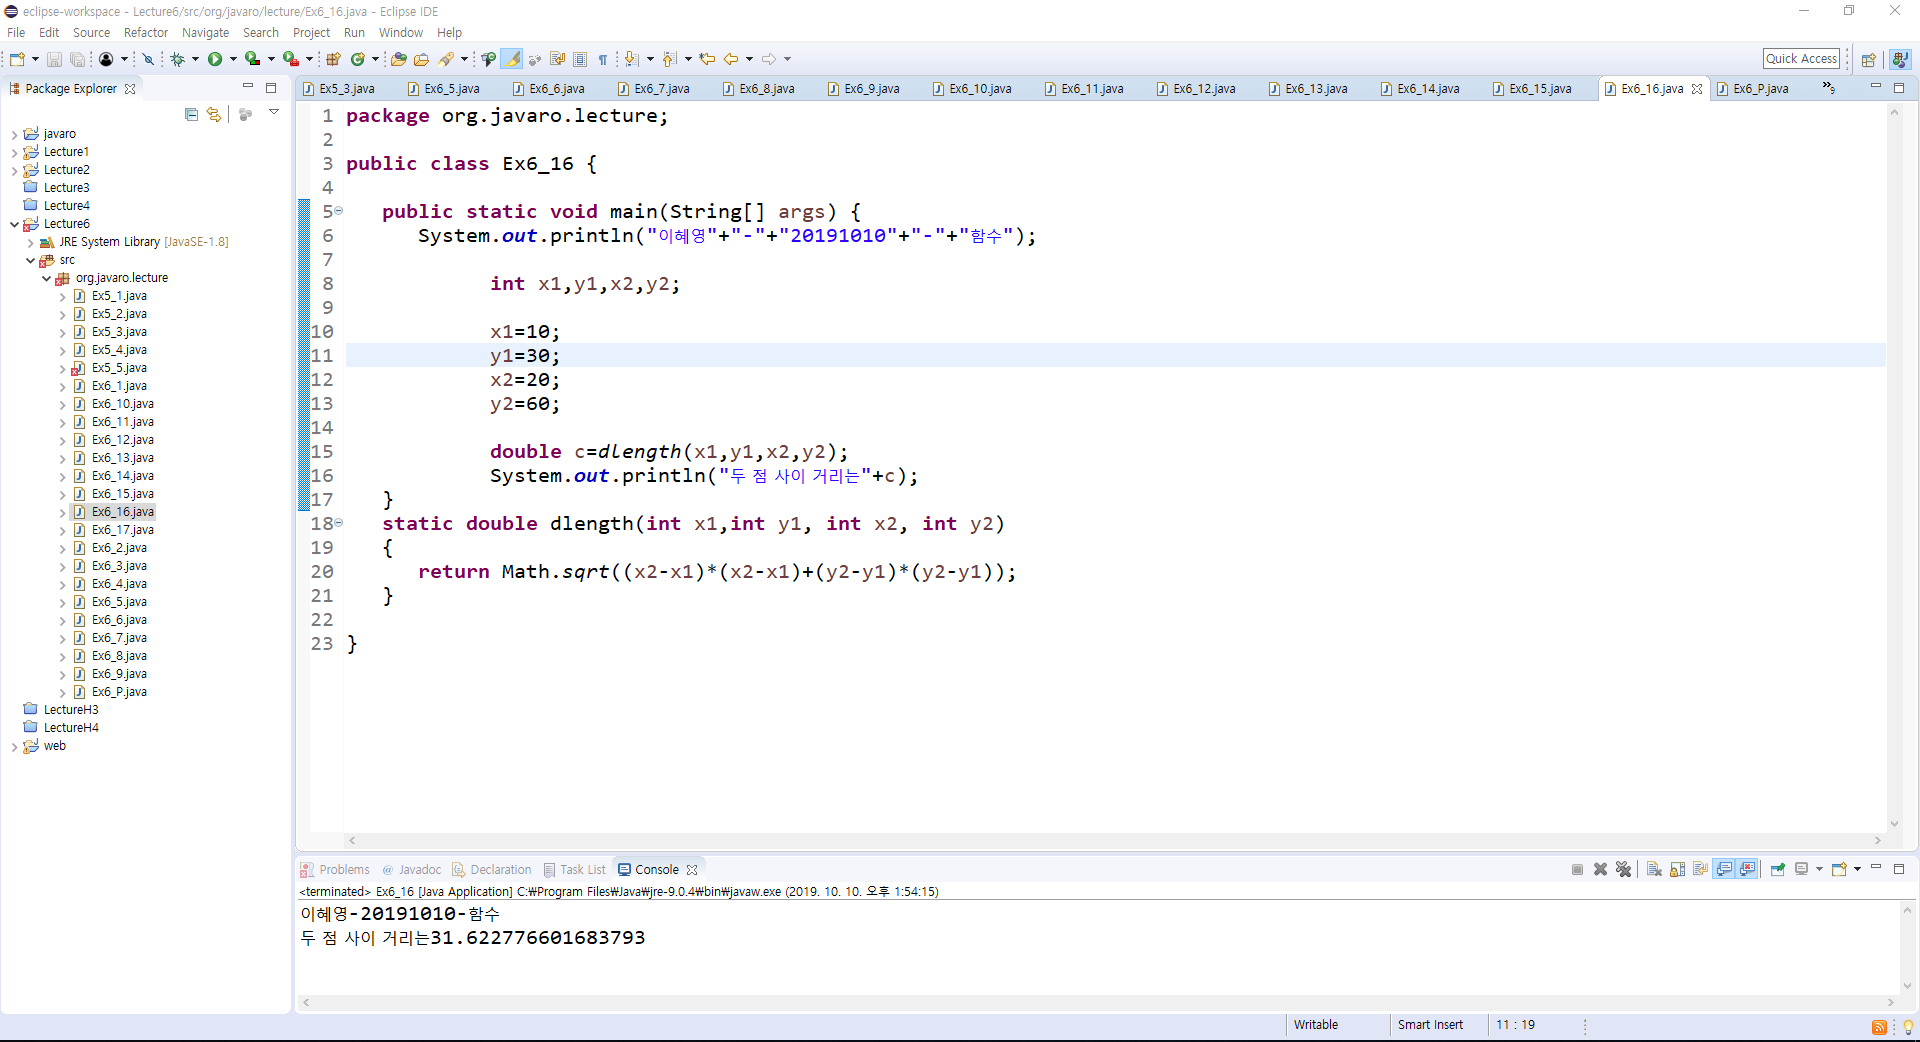 eclipse-workspace - Lecture6/src/org/javaro/lecture/Ex6_16.java - Eclipse IDE
File Edit Source Refactor Navigate Search Project Run Window Help
Quick Access
Package Explorer
javaro
Lecture1
Lecture2
Lecture3
Lecture4
Lecture6
JRE System Library [JavaSE-1.8]
src
org.javaro.lecture
Ex5_1.java
Ex5_2.java
Ex5_3.java
Ex5_4.java
Ex5_5.java
Ex6_1.java
Ex6_10.java
Ex6_11.java
Ex6_12.java
Ex6_13.java
Ex6_14.java
Ex6_15.java
Ex6_16.java
Ex6_17.java
Ex6_2.java
Ex6_3.java
Ex6_4.java
Ex6_5.java
Ex6_6.java
Ex6_7.java
Ex6_8.java
Ex6_9.java
Ex6_P.java
LectureH3
LectureH4
web
Ex5_3.java Ex6_5.java Ex6_6.java Ex6_7.java Ex6_8.java Ex6_9.java Ex6_10.java Ex6_11.java Ex6_12.java Ex6_13.java Ex6_14.java Ex6_15.java Ex6_16.java Ex6_P.java »9
1 package org.javaro.lecture;
2
3 public class Ex6_16 {
4
5 public static void main(String[] args) {
6 System.out.println("이혜영"+"-"+"20191010"+"-"+"함수");
7
8 int x1,y1,x2,y2;
9
10 x1=10;
11 y1=30;
12 x2=20;
13 y2=60;
14
15 double c=dlength(x1,y1,x2,y2);
16 System.out.println("두 점 사이 거리는"+c);
17 }
18 static double dlength(int x1,int y1, int x2, int y2)
19 {
20 return Math.sqrt((x2-x1)*(x2-x1)+(y2-y1)*(y2-y1));
21 }
22
23 }
Problems Javadoc Declaration Task List Console
<terminated> Ex6_16 [Java Application] C:₩Program Files₩Java₩jre-9.0.4₩bin₩javaw.exe (2019. 10. 10. 오후 1:54:15)
이혜영-20191010-함수
두 점 사이 거리는31.622776601683793
Writable Smart Insert 11 : 19